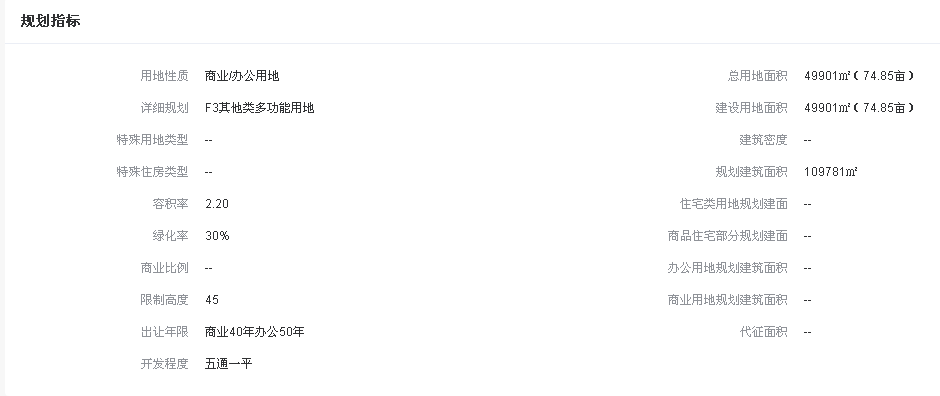 规划指标
用地性质 商业/办公用地 总用地面积 49901㎡（74.85亩）
详细规划 F3其他类多功能用地 建设用地面积 49901㎡（74.85亩）
特殊用地类型 -- 建筑密度 --
特殊住房类型 -- 规划建筑面积 109781㎡
容积率 2.20 住宅类用地规划建面 --
绿化率 30% 商品住宅部分规划建面 --
商业比例 -- 办公用地规划建筑面积 --
限制高度 45 商业用地规划建筑面积 --
出让年限 商业40年办公50年 代征面积 --
开发程度 五通一平